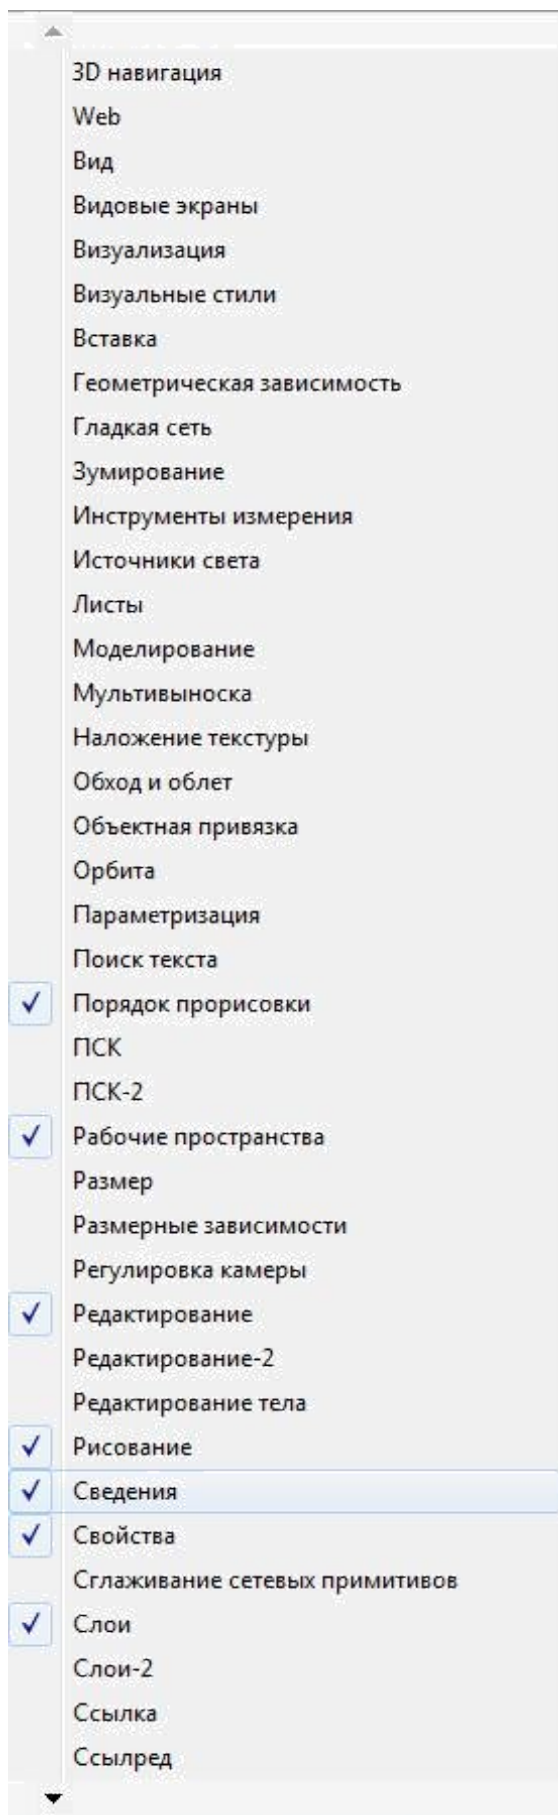 3D навигация
Web
Вид
Видовые экраны
Визуализация
Визуальные стили
Вставка
Геометрическая зависимость
Гладкая сеть
Зумирование
Инструменты измерения
Источники света
Листы
Моделирование
Мультивыноска
Наложение текстуры
Обход и облет
Объектная привязка
Орбита
Параметризация
Поиск текста
Порядок прорисовки
ПСК
ПСК-2
Рабочие пространства
Размер
Размерные зависимости
Регулировка камеры
Редактирование
Редактирование-2
Редактирование тела
Рисование
Сведения
Свойства
Сглаживание сетевых примитивов
Слои
Слои-2
Ссылка
Ссылред